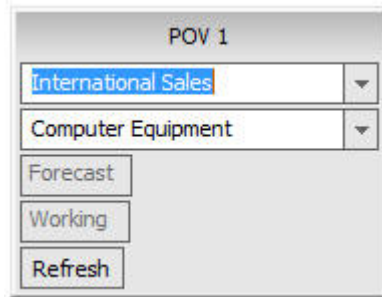 POV 1
International Sales
Computer Equipment
Forecast
Working
Refresh